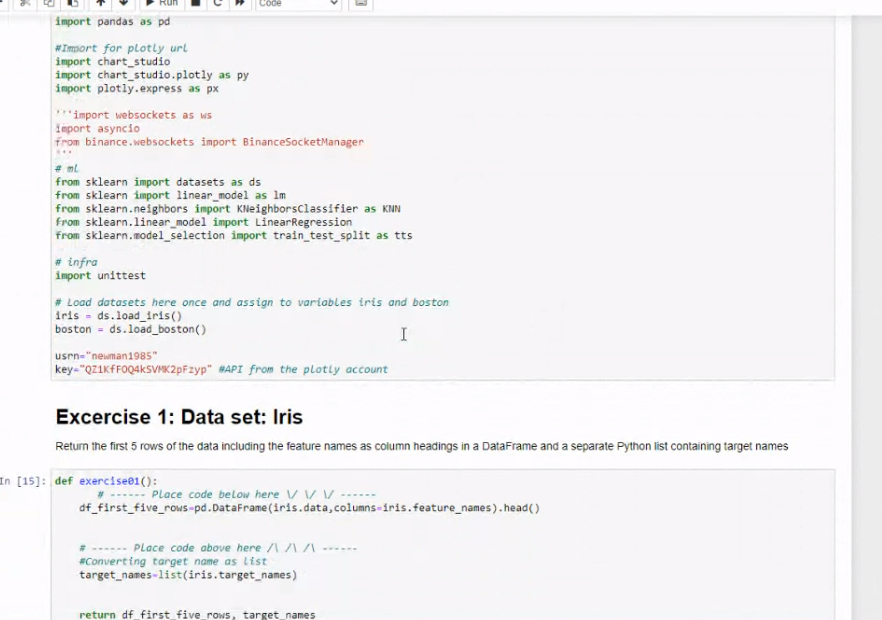 Run
Code
import pandas as pd
#Import for plotly url
import chart_studio
import chart_studio.plotly as py
import plotly.express as px
'''import websockets as ws
import asyncio
from binance.websockets import BinanceSocketManager
'''
# ml
from sklearn import datasets as ds
from sklearn import linear_model as lm
from sklearn.neighbors import KNeighborsClassifier as KNN
from sklearn.linear_model import LinearRegression
from sklearn.model_selection import train_test_split as tts
# infra
import unittest
# Load datasets here once and assign to variables iris and boston
iris = ds.load_iris()
boston = ds.load_boston()
usrn="newman1985"
key="QZ1KfFOQ4kSVMK2pFzyp" #API from the plotly account
Excercise 1: Data set: Iris
Return the first 5 rows of the data including the feature names as column headings in a DataFrame and a separate Python list containing target names
In [15]: def exercise01():
# ------ Place code below here \/ \/ \/ ------
df_first_five_rows=pd.DataFrame(iris.data,columns=iris.feature_names).head()
# ------ Place code above here /\ /\ /\ ------
#Converting target name as List
target_names=list(iris.target_names)
return df_first_five_rows, target_names